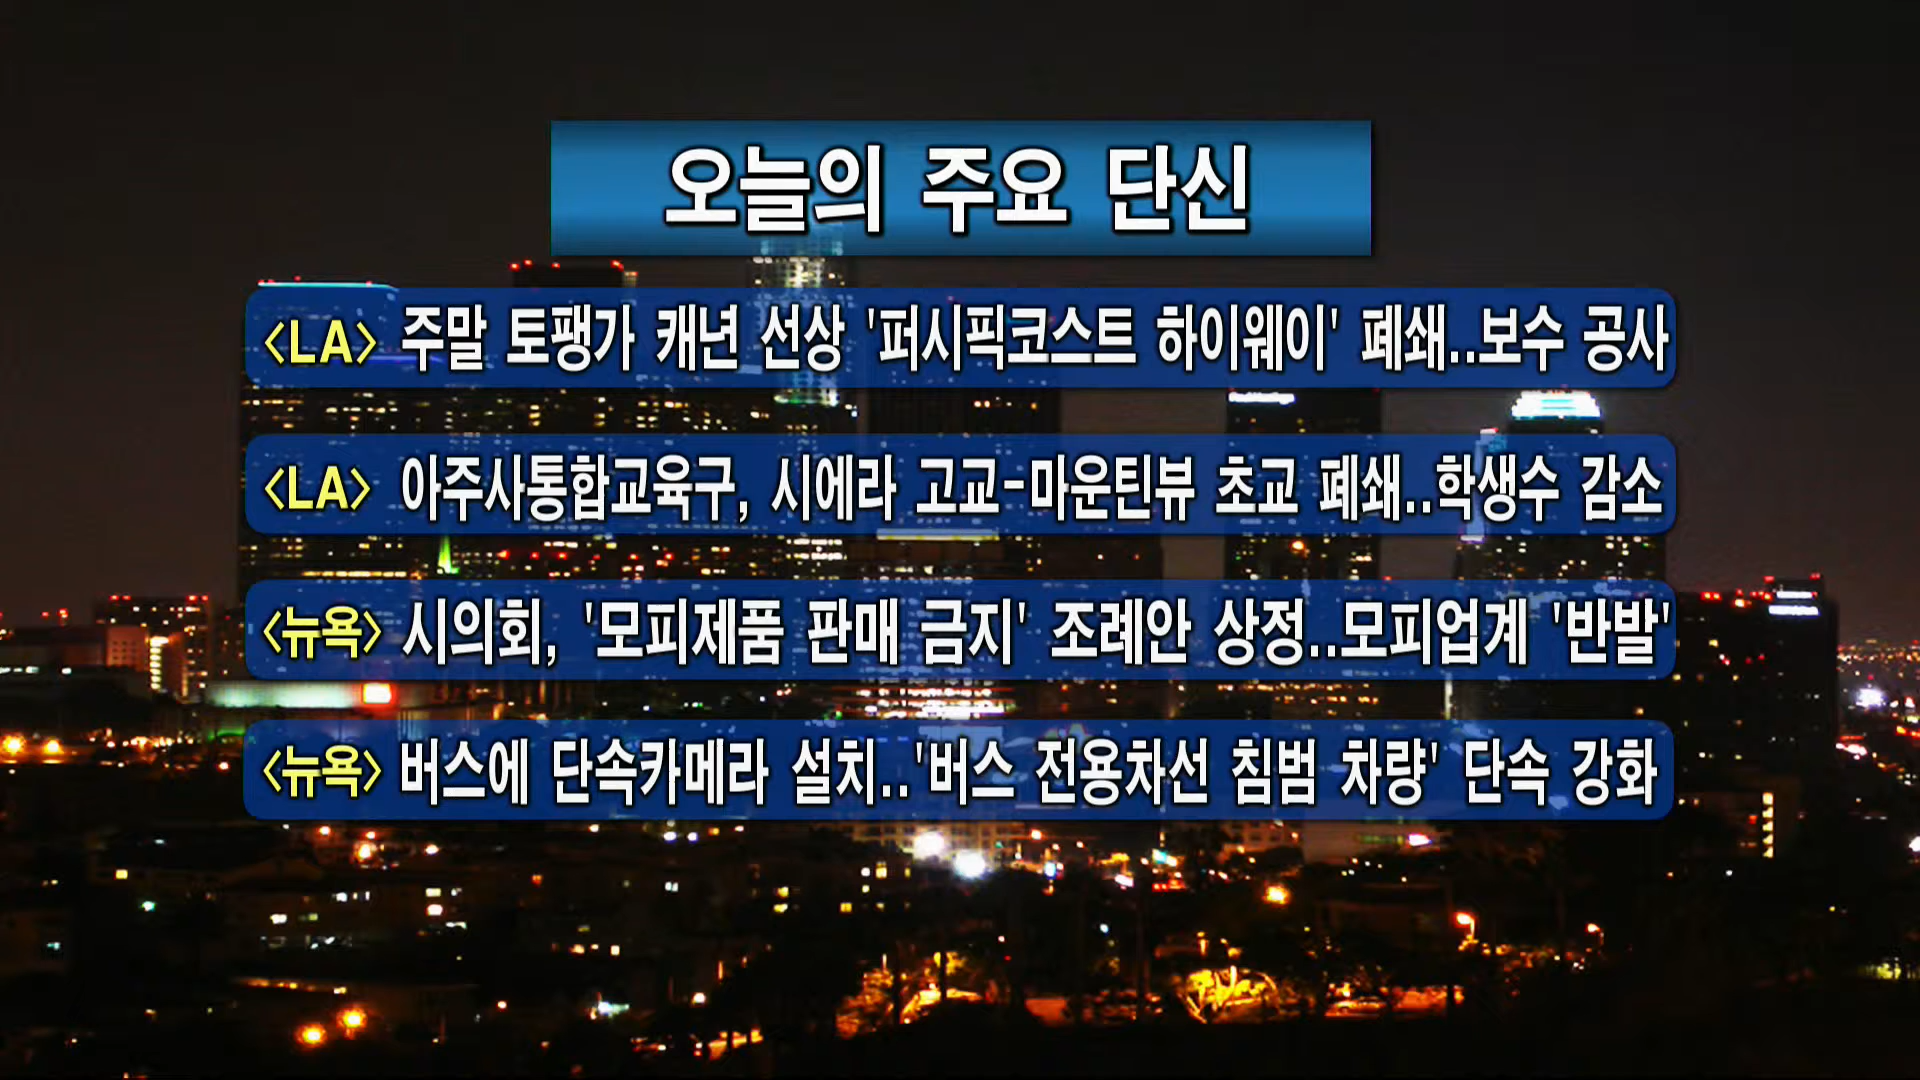 오늘의 주요 단신
<LA> 주말 토팽가 캐년 선상 '퍼시픽코스트 하이웨이' 폐쇄..보수 공사
<LA> 아주사통합교육구, 시에라 고교-마운틴뷰 초교 폐쇄..학생수 감소
<뉴욕> 시의회, '모피제품 판매 금지' 조례안 상정..모피업계 '반발'
<뉴욕> 버스에 단속카메라 설치..'버스 전용차선 침범 차량' 단속 강화